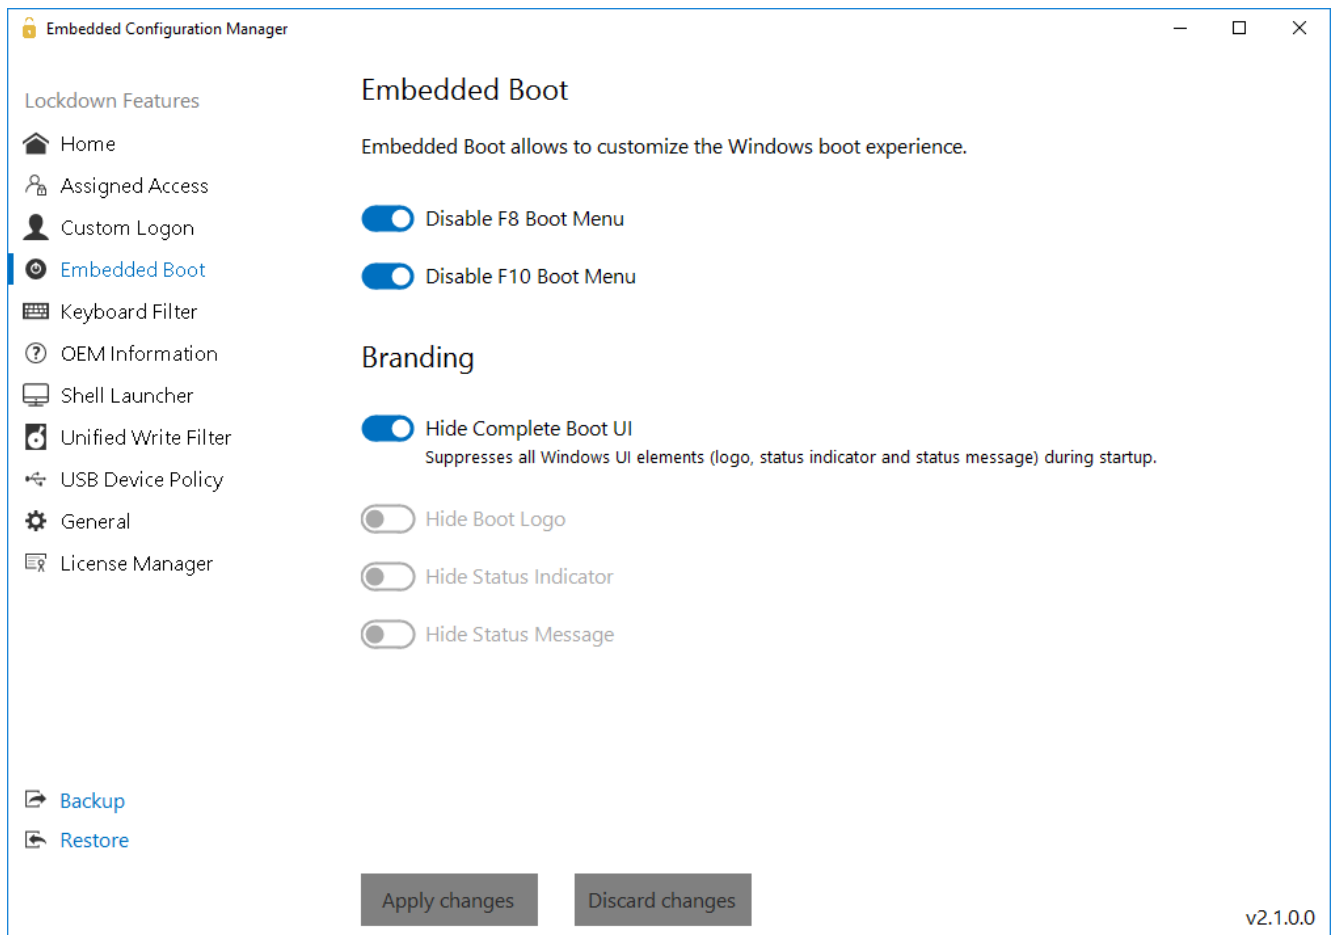 Embedded Configuration Manager
Lockdown Features
Home
Assigned Access
Custom Logon
Embedded Boot
Keyboard Filter
OEM Information
Shell Launcher
Unified Write Filter
USB Device Policy
General
License Manager
Backup
Restore
Embedded Boot
Embedded Boot allows to customize the Windows boot experience.
Disable F8 Boot Menu
Disable F10 Boot Menu
Branding
Hide Complete Boot UI
Suppresses all Windows UI elements (logo, status indicator and status message) during startup.
Hide Boot Logo
Hide Status Indicator
Hide Status Message
Apply changes
Discard changes
v2.1.0.0